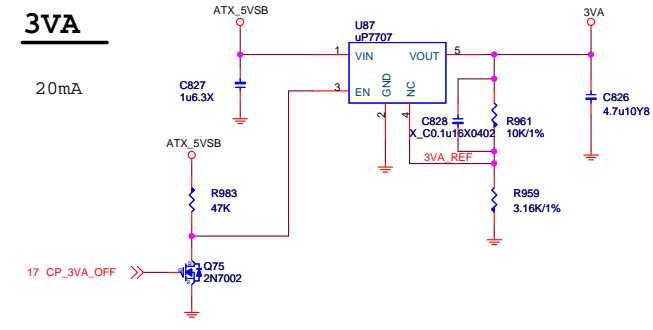 3VA
20mA
ATX_5VSB
U87
uP7707
3VA
1
VIN
VOUT
5
3
EN
GND
NC
2
4
C827
1u6.3X
C828
X_C0.1u16X0402
R961
10K/1%
C826
4.7u10Y8
3VA_REF
ATX_5VSB
R983
47K
R959
3.16K/1%
17 CP_3VA_OFF
Q75
2N7002